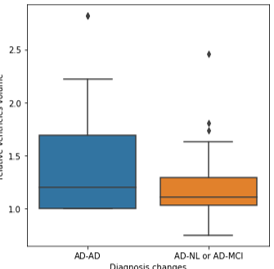 2.5
2.0
1.5
1.0
relative ventricles volume
AD-AD AD-NL or AD-MCI
Diagnosis changes